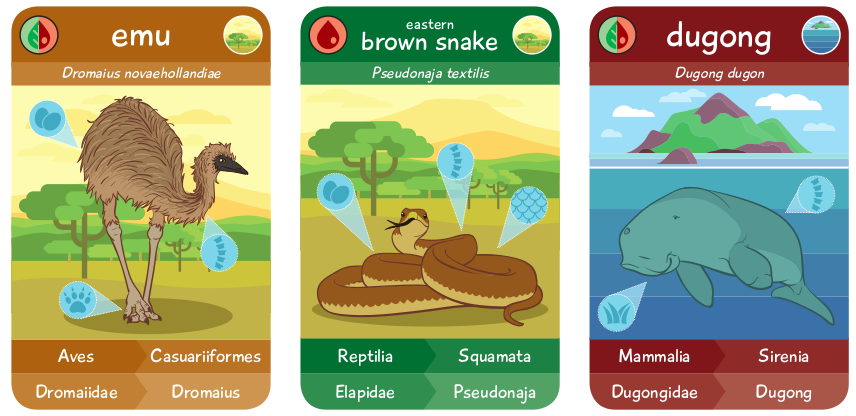 emu
Dromaius novaehollandiae
Aves Casuariiformes
Dromaiidae Dromaius
eastern
brown snake
Pseudonaja textilis
Reptilia Squamata
Elapidae Pseudonaja
dugong
Dugong dugon
Mammalia Sirenia
Dugongidae Dugong